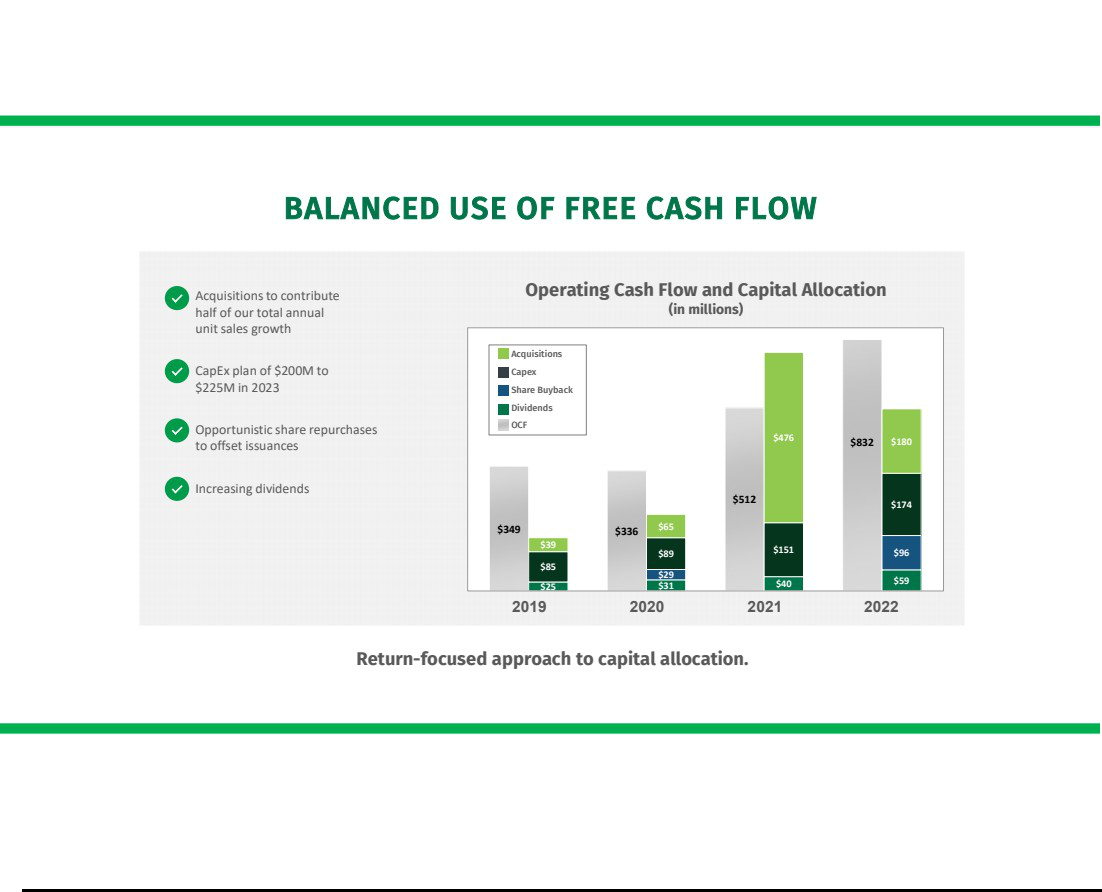 BALANCED USE OF FREE CASH FLOW
Acquisitions to contribute
half of our total annual
unit sales growth
CapEx plan of $200M to
$225M in 2023
Opportunistic share repurchases
to offset issuances
Increasing dividends
Operating Cash Flow and Capital Allocation
(in millions)
Acquisitions
Capex
Share Buyback
Dividends
OCF
$349
$39
$85
$25
$336
$65
$89
$29
$31
$512
$476
$151
$40
$832
$180
$174
$96
$59
2019
2020
2021
2022
Return-focused approach to capital allocation.